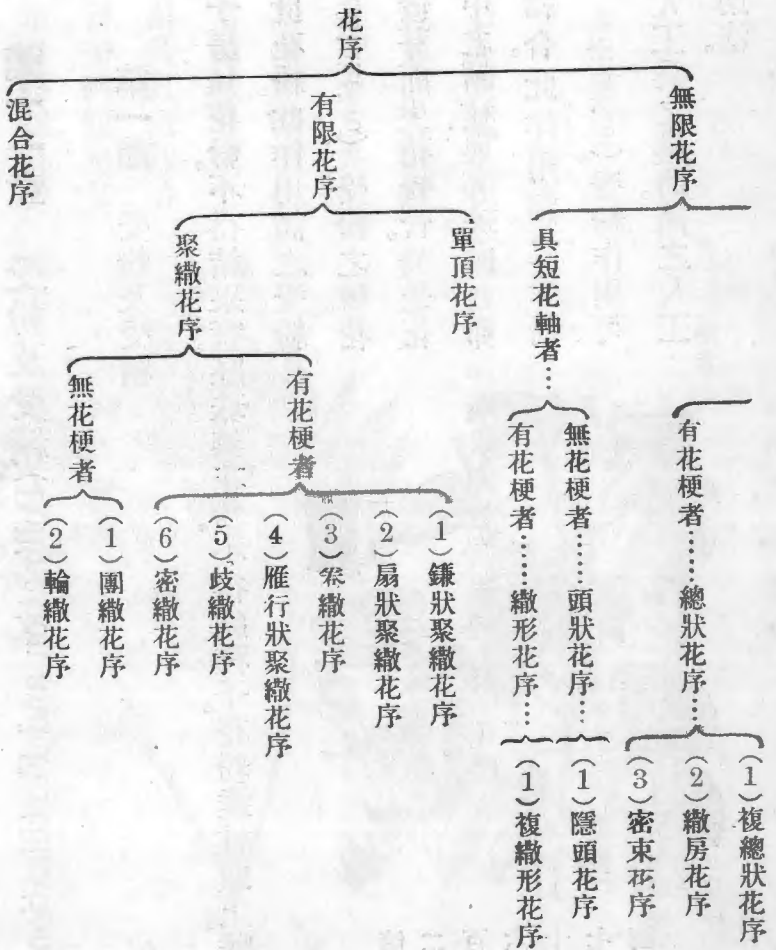 花序
無限花序
有限花序
混合花序
具短花軸者……
單頂花序
聚繖花序
有花梗者……總狀花序……
(1)複總狀花序
(2)繖房花序
(3)密束花序
無花梗者……頭狀花序……
(1)隱頭花序
有花梗者……繖形花序……
(1)複繖形花序
有花梗者
(1)鎌狀聚繖花序
(2)扇狀聚繖花序
(3)卷繖花序
(4)雁行狀聚繖花序
(5)歧繖花序
(6)密繖花序
無花梗者
(1)團繖花序
(2)輪繖花序